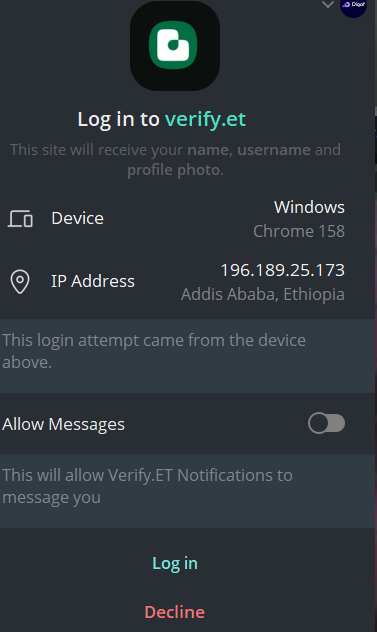 Digaf
Log in to verify.et
This site will receive your name, username and
profile photo.
Device
Windows
Chrome 158
IP Address
196.189.25.173
Addis Ababa, Ethiopia
This login attempt came from the device
above.
Allow Messages
This will allow Verify.ET Notifications to
message you
Log in
Decline